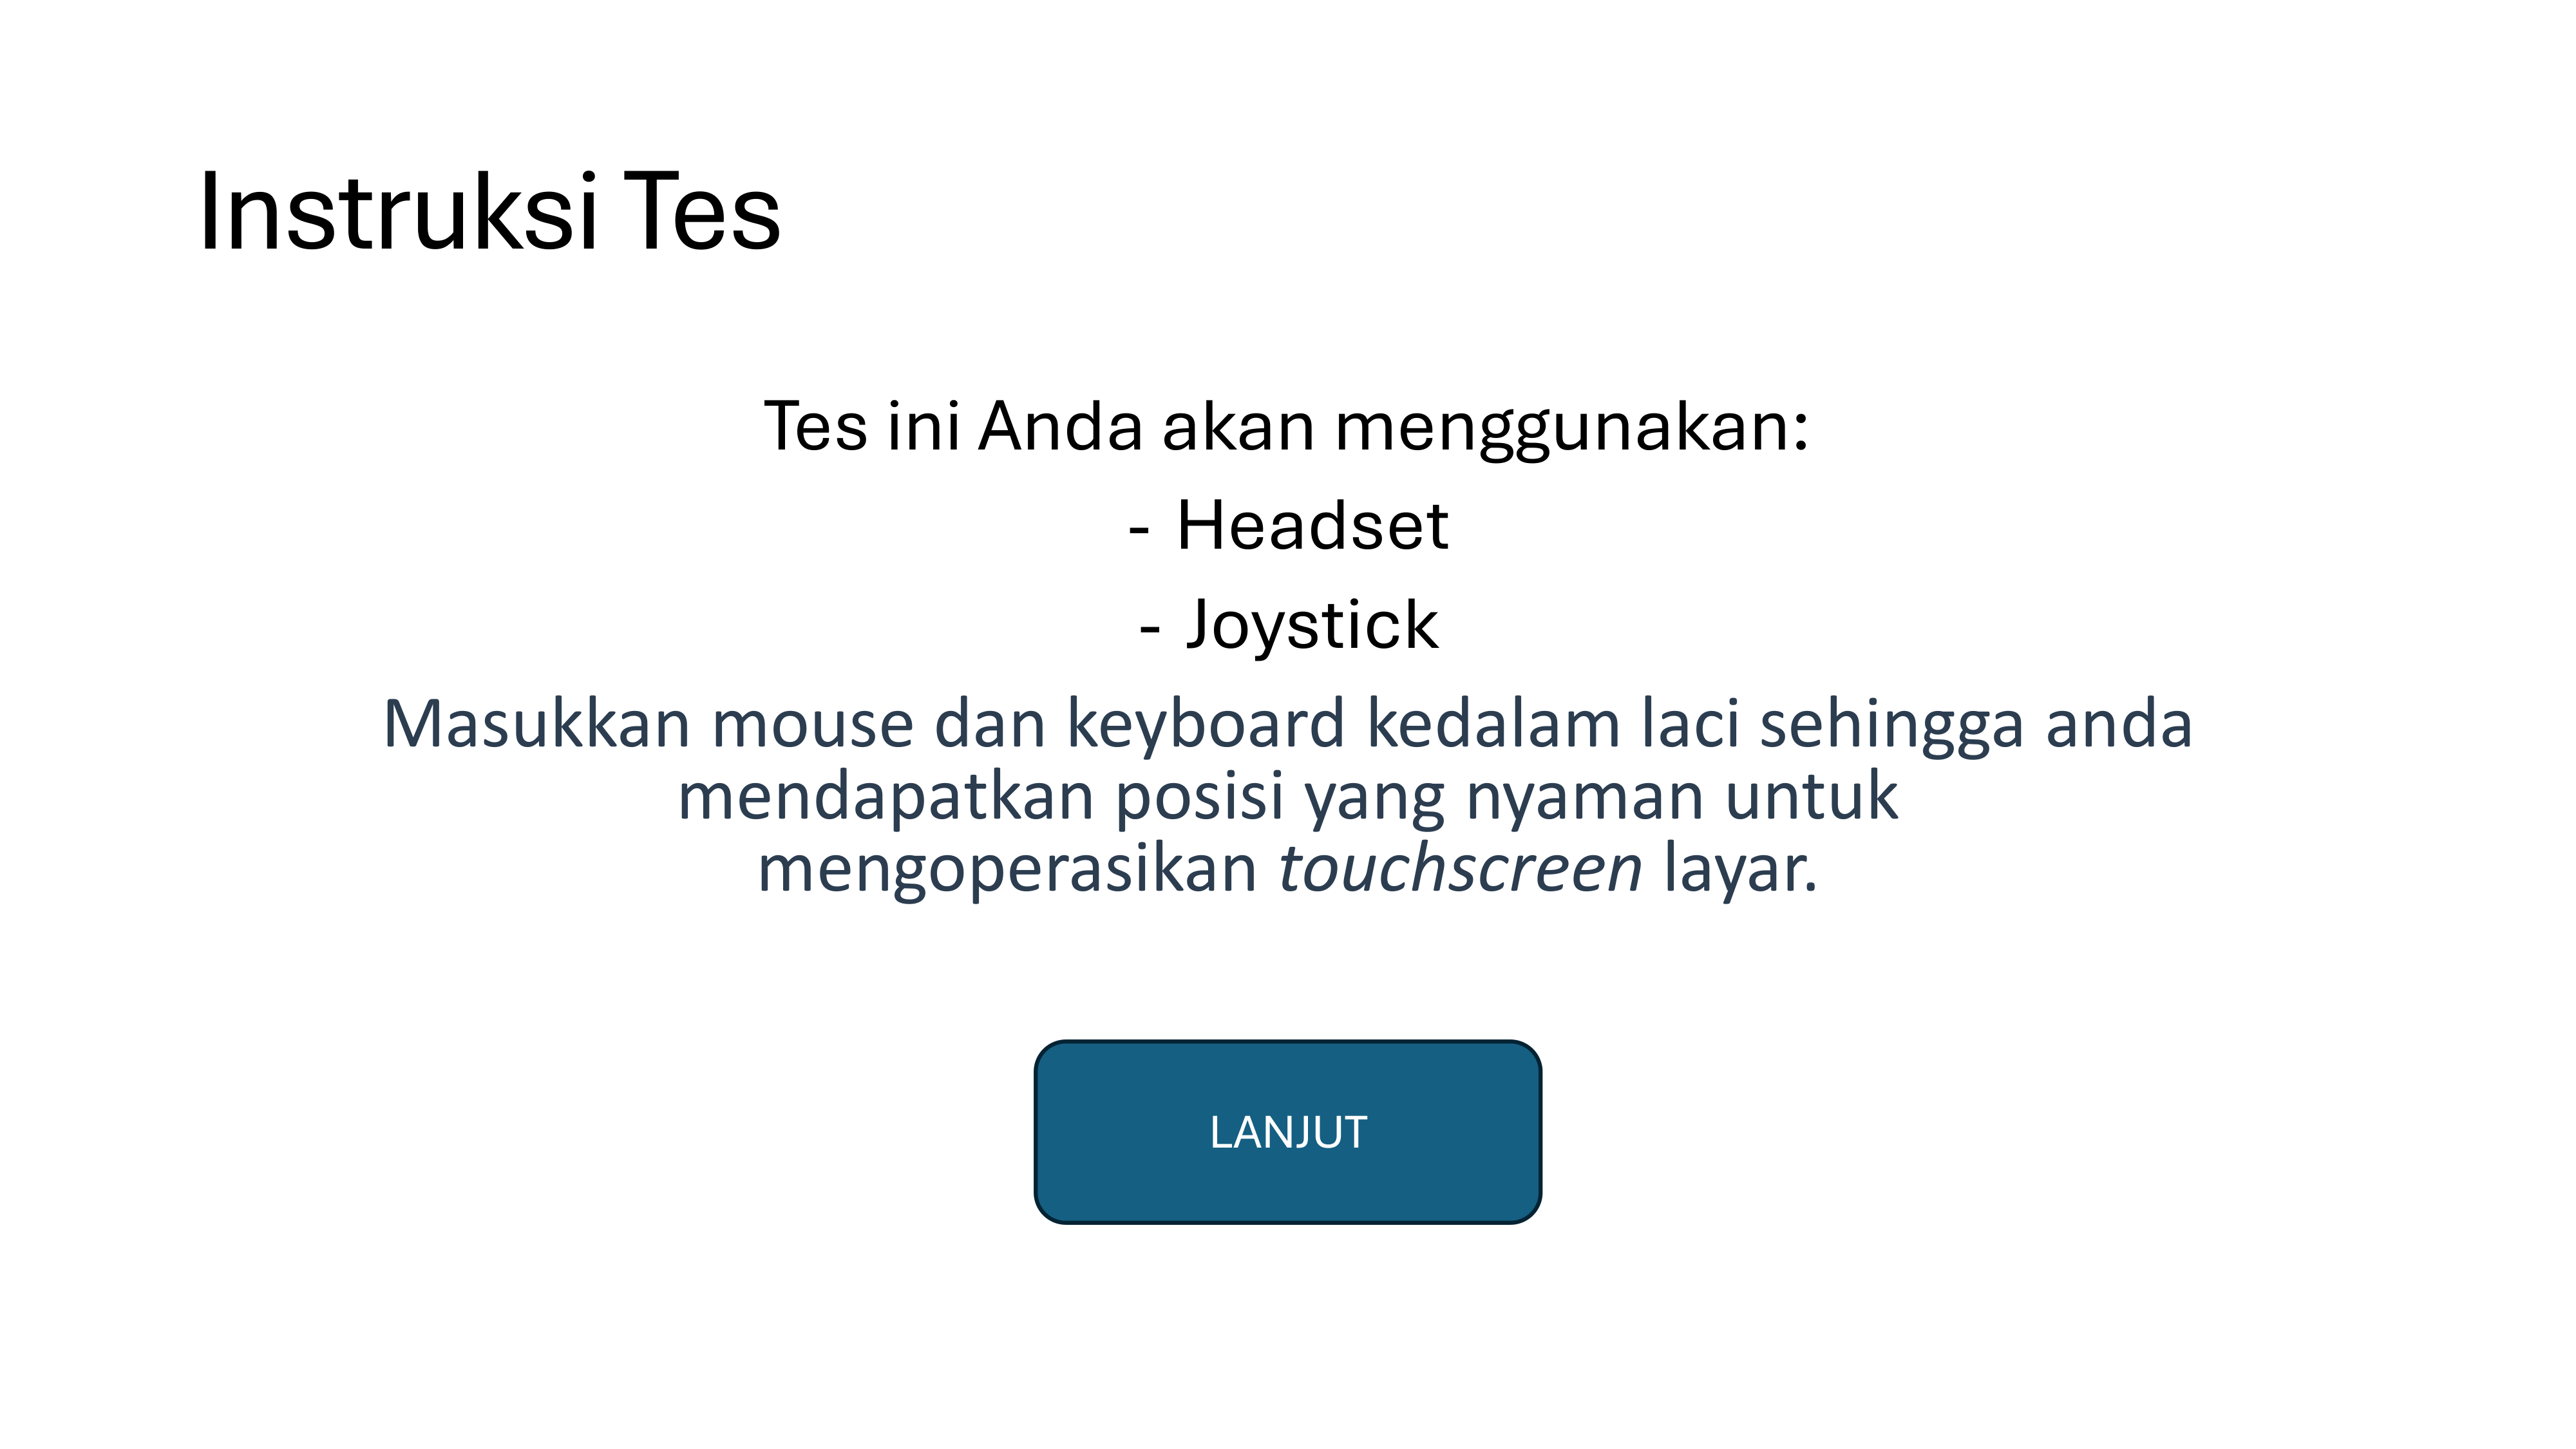 Instruksi Tes
Tes ini Anda akan menggunakan:
- Headset
- Joystick
Masukkan mouse dan keyboard kedalam laci sehingga anda
mendapatkan posisi yang nyaman untuk
mengoperasikan touchscreen layar.
LANJUT